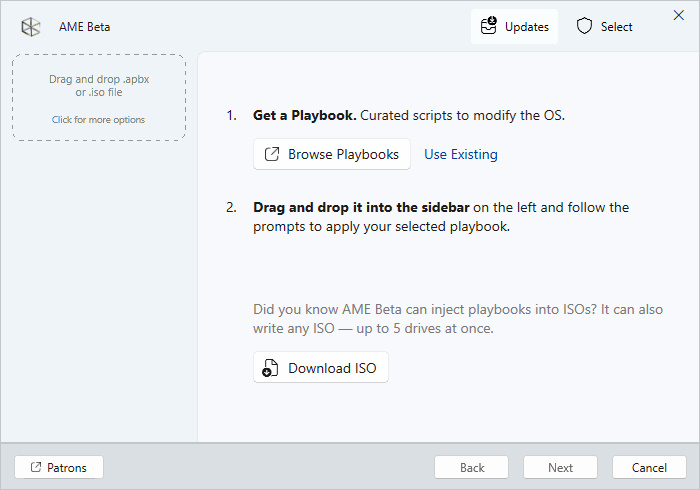 AME Beta
Updates
Select
Drag and drop .apbx
or .iso file
Click for more options
1. Get a Playbook. Curated scripts to modify the OS.
Browse Playbooks
Use Existing
2. Drag and drop it into the sidebar on the left and follow the
prompts to apply your selected playbook.
Did you know AME Beta can inject playbooks into ISOs? It can also
write any ISO — up to 5 drives at once.
Download ISO
Patrons
Back
Next
Cancel